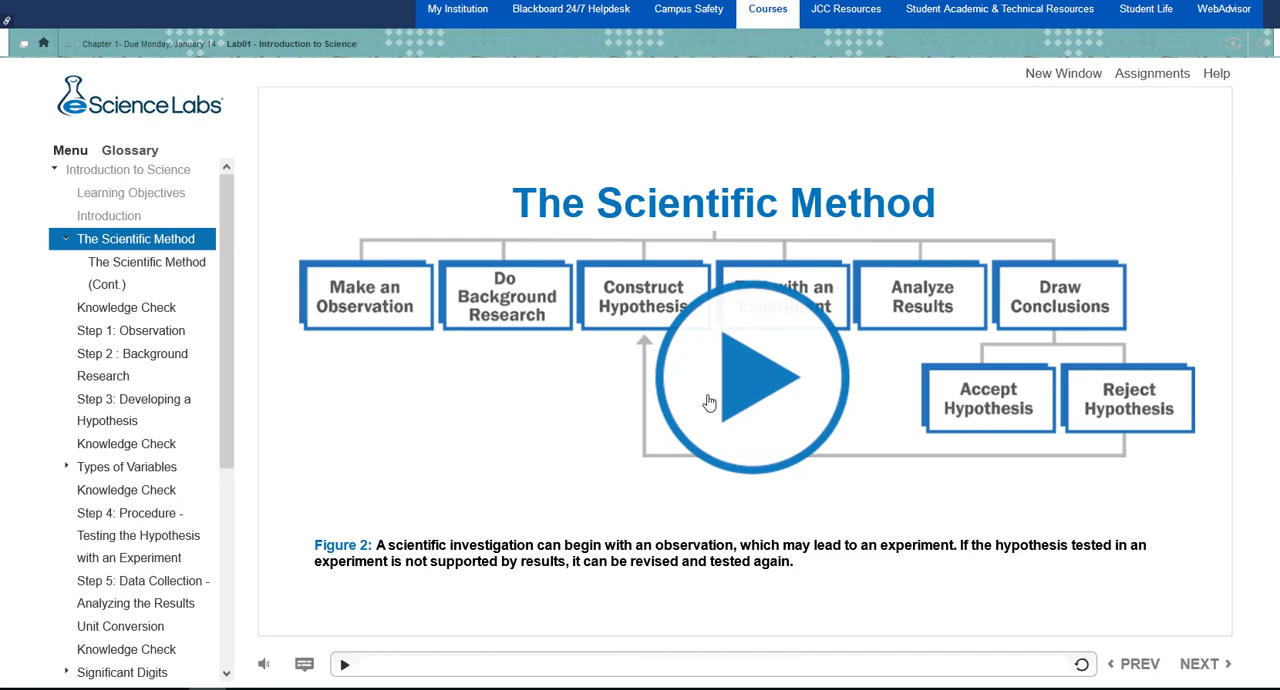 My Institution Blackboard 24/7 Helpdesk Campus Safety Courses JCC Resources Student Academic & Technical Resources Student Life WebAdvisor
... Chapter 1- Due Monday, January 14 Lab01 - Introduction to Science
New Window Assignments Help
eScience Labs
Menu Glossary
Introduction to Science
Learning Objectives
Introduction
The Scientific Method
The Scientific Method
(Cont.)
Knowledge Check
Step 1: Observation
Step 2 : Background
Research
Step 3: Developing a
Hypothesis
Knowledge Check
Types of Variables
Knowledge Check
Step 4: Procedure -
Testing the Hypothesis
with an Experiment
Step 5: Data Collection -
Analyzing the Results
Unit Conversion
Knowledge Check
Significant Digits
The Scientific Method
Make an
Observation
Do
Background
Research
Construct
Hypothesis
with an
Experiment
Analyze
Results
Draw
Conclusions
Accept
Hypothesis
Reject
Hypothesis
Figure 2: A scientific investigation can begin with an observation, which may lead to an experiment. If the hypothesis tested in an
experiment is not supported by results, it can be revised and tested again.
PREV NEXT